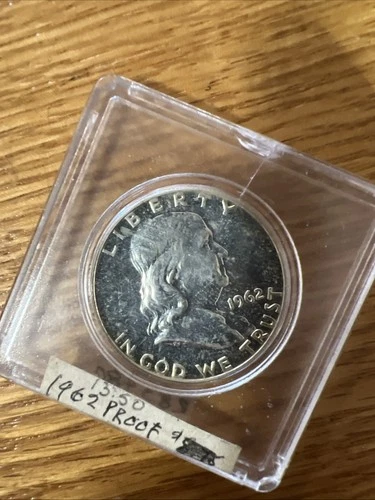 LIBERTY
1962
IN GOD WE TRUST
13.50
1962 PROOF